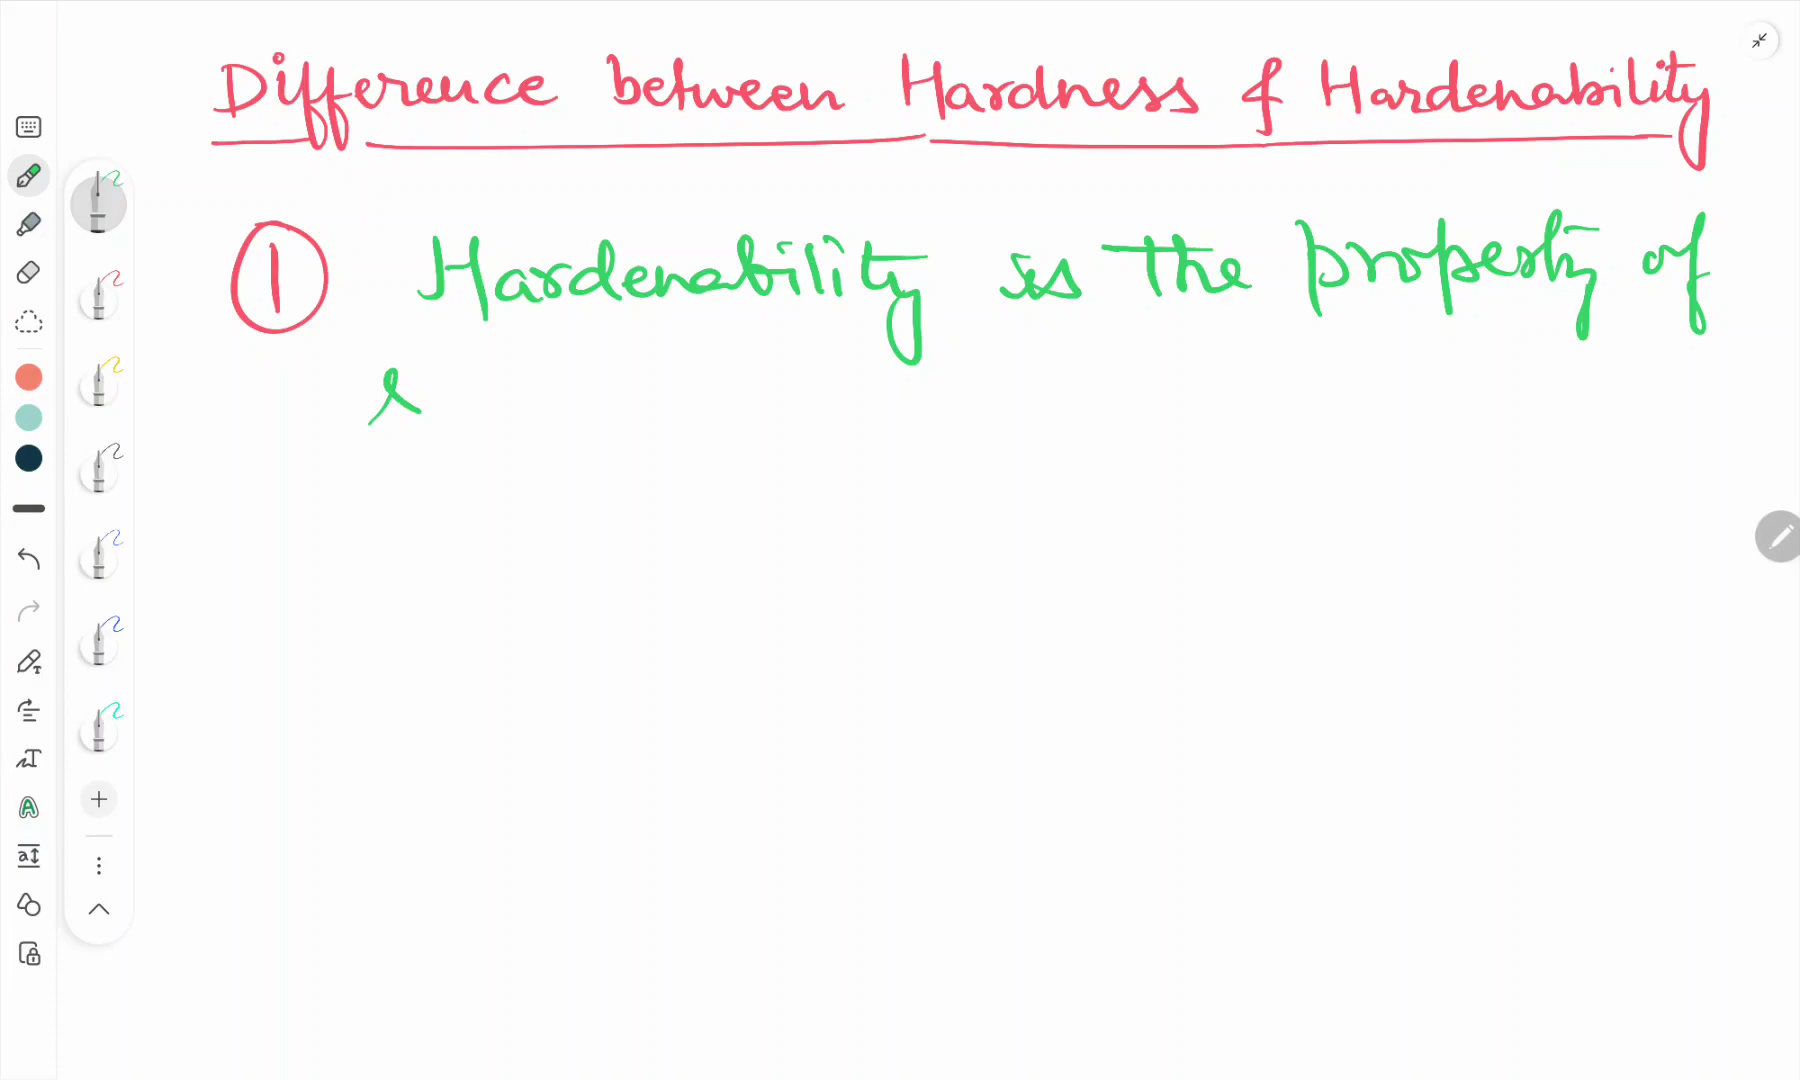 Difference between Hardness & Hardenability
① Hardenability is the property of